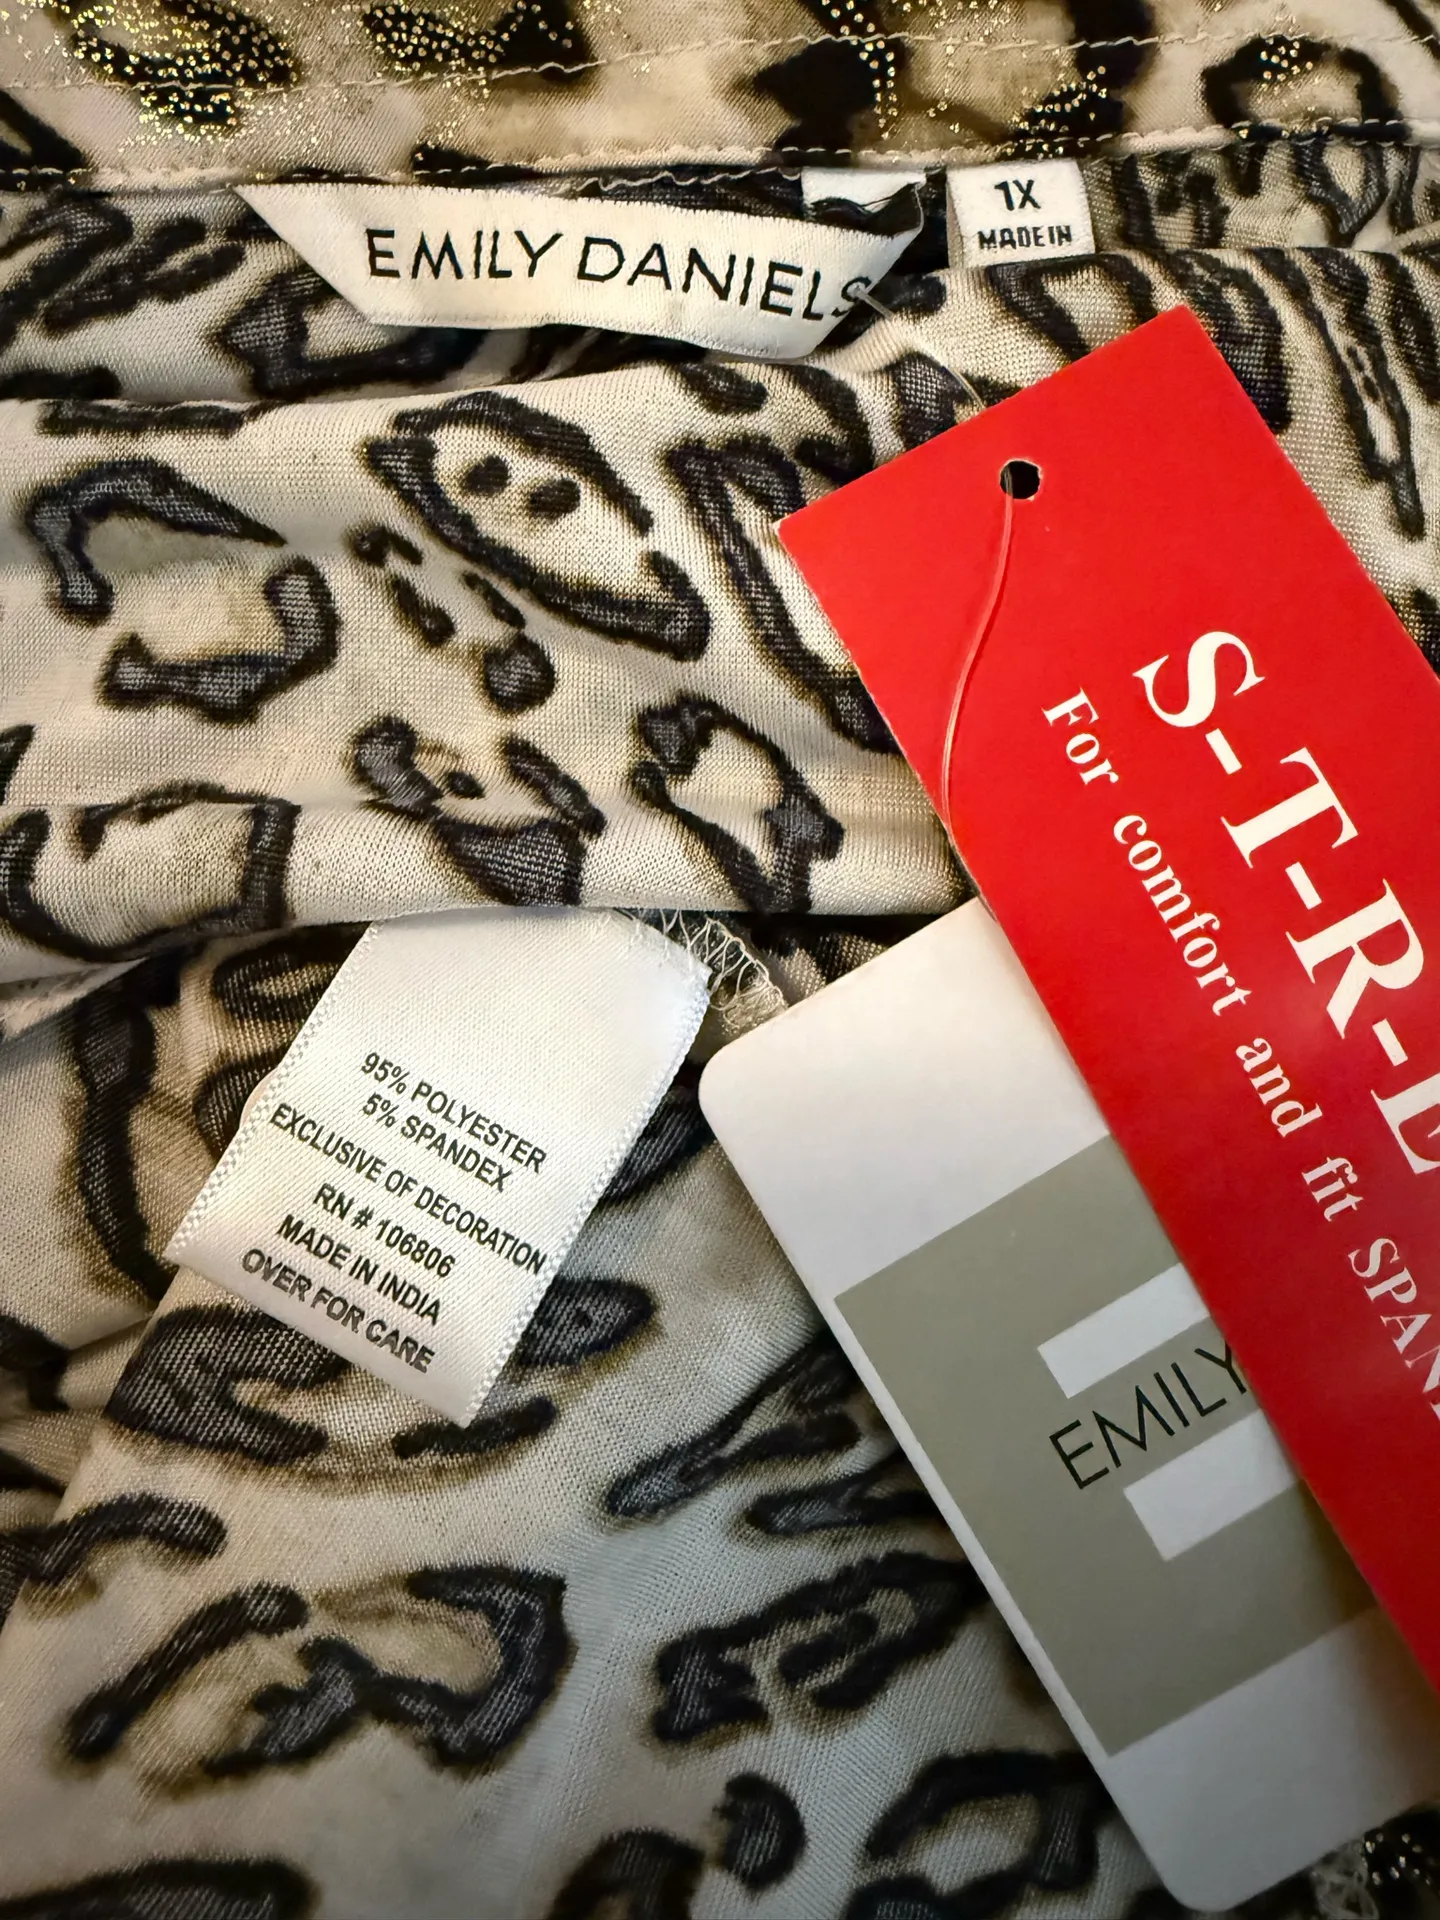 EMILY DANIELS
1X
MADE IN
S-T-R-E
For comfort and fit SPAN
95% POLYESTER
5% SPANDEX
EXCLUSIVE OF DECORATION
RN # 106806
MADE IN INDIA
OVER FOR CARE
EMILY